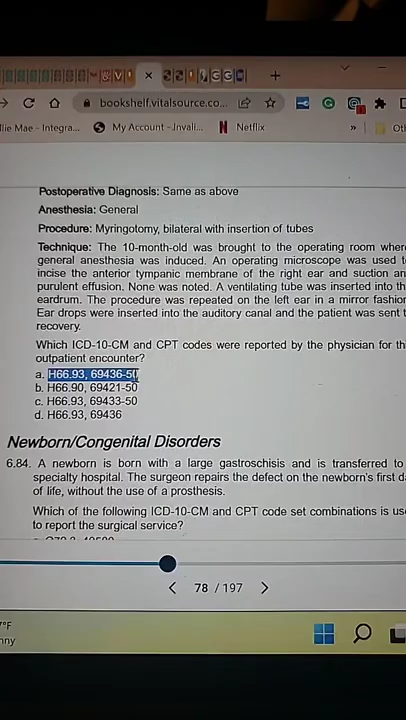 bookshelf.vitalsource.co...
llie Mae - Integra...
My Account - Jnvali...
Netflix
»
Ot
Postoperative Diagnosis: Same as above
Anesthesia: General
Procedure: Myringotomy, bilateral with insertion of tubes
Technique: The 10-month-old was brought to the operating room where
general anesthesia was induced. An operating microscope was used t
incise the anterior tympanic membrane of the right ear and suction an
purulent effusion. None was noted. A ventilating tube was inserted into th
eardrum. The procedure was repeated on the left ear in a mirror fashion
Ear drops were inserted into the auditory canal and the patient was sent t
recovery.
Which ICD-10-CM and CPT codes were reported by the physician for th
outpatient encounter?
a. H66.93, 69436-50
b. H66.90, 69421-50
c. H66.93, 69433-50
d. H66.93, 69436
Newborn/Congenital Disorders
6.84. A newborn is born with a large gastroschisis and is transferred to
specialty hospital. The surgeon repairs the defect on the newborn's first d
of life, without the use of a prosthesis.
Which of the following ICD-10-CM and CPT code set combinations is us
to report the surgical service?
78 / 197
°F
nny